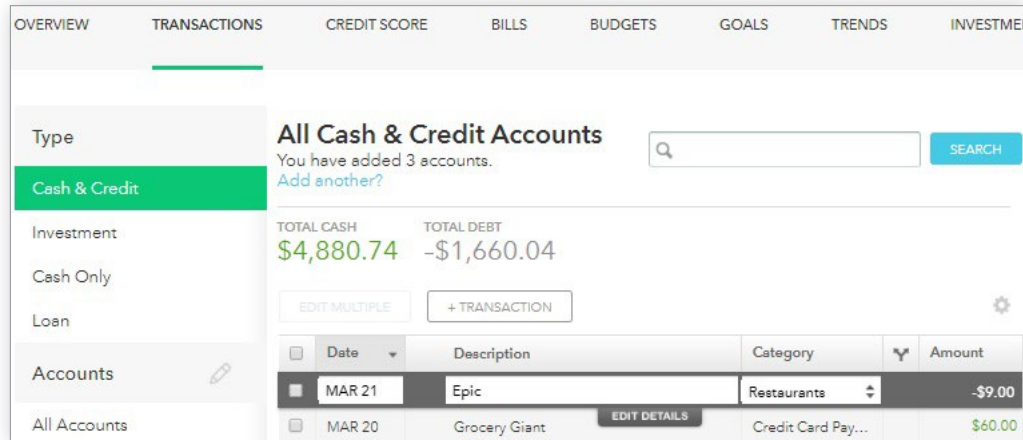 OVERVIEW TRANSACTIONS CREDIT SCORE BILLS BUDGETS GOALS TRENDS INVESTME
Type
Cash & Credit
Investment
Cash Only
Loan
Accounts
All Accounts
All Cash & Credit Accounts
You have added 3 accounts.
Add another?
SEARCH
TOTAL CASH TOTAL DEBT
$4,880.74 -$1,660.04
EDIT MULTIPLE + TRANSACTION
Date Description Category Amount
MAR 21 Epic Restaurants -$9.00
EDIT DETAILS
MAR 20 Grocery Giant Credit Card Pay... $60.00